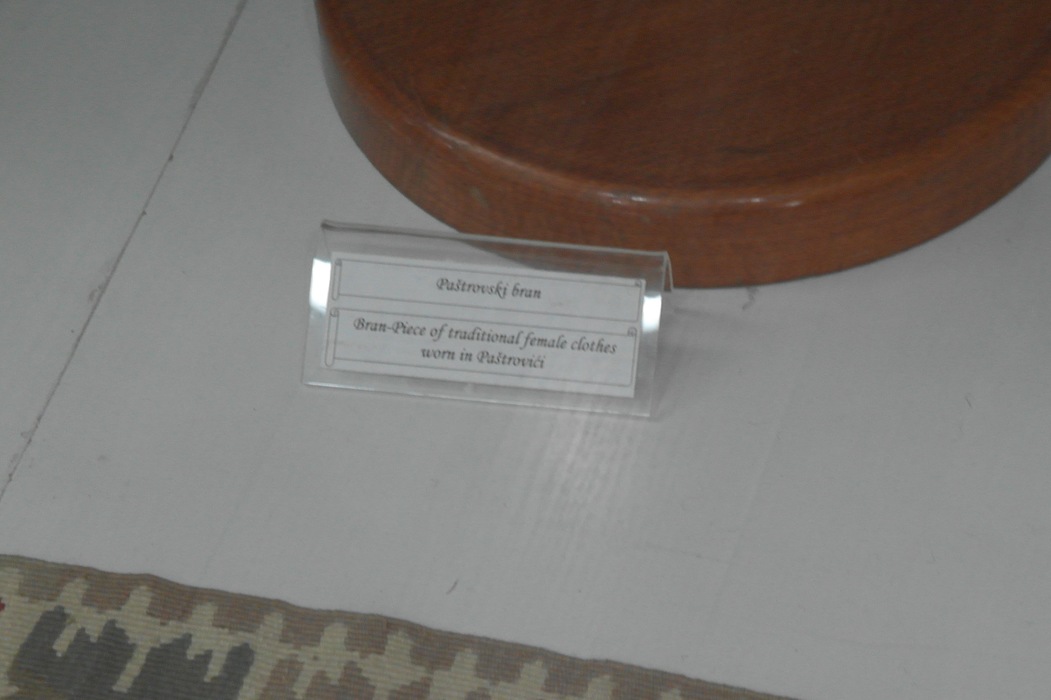 Paštrovski bran
Bran-Piece of traditional female clothes
worn in Paštrovići